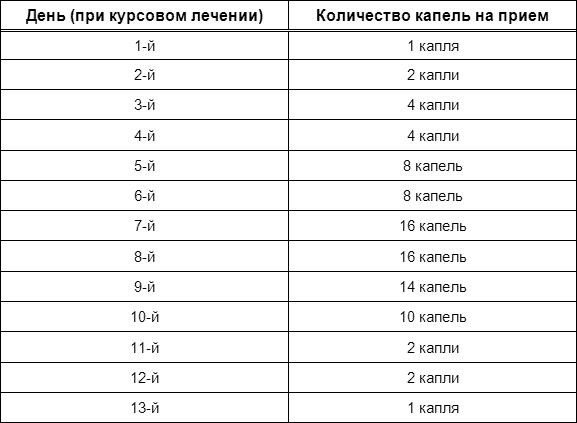 День (при курсовом лечении) Количество капель на прием
1-й 1 капля
2-й 2 капли
3-й 4 капли
4-й 4 капли
5-й 8 капель
6-й 8 капель
7-й 16 капель
8-й 16 капель
9-й 14 капель
10-й 10 капель
11-й 2 капли
12-й 2 капли
13-й 1 капля